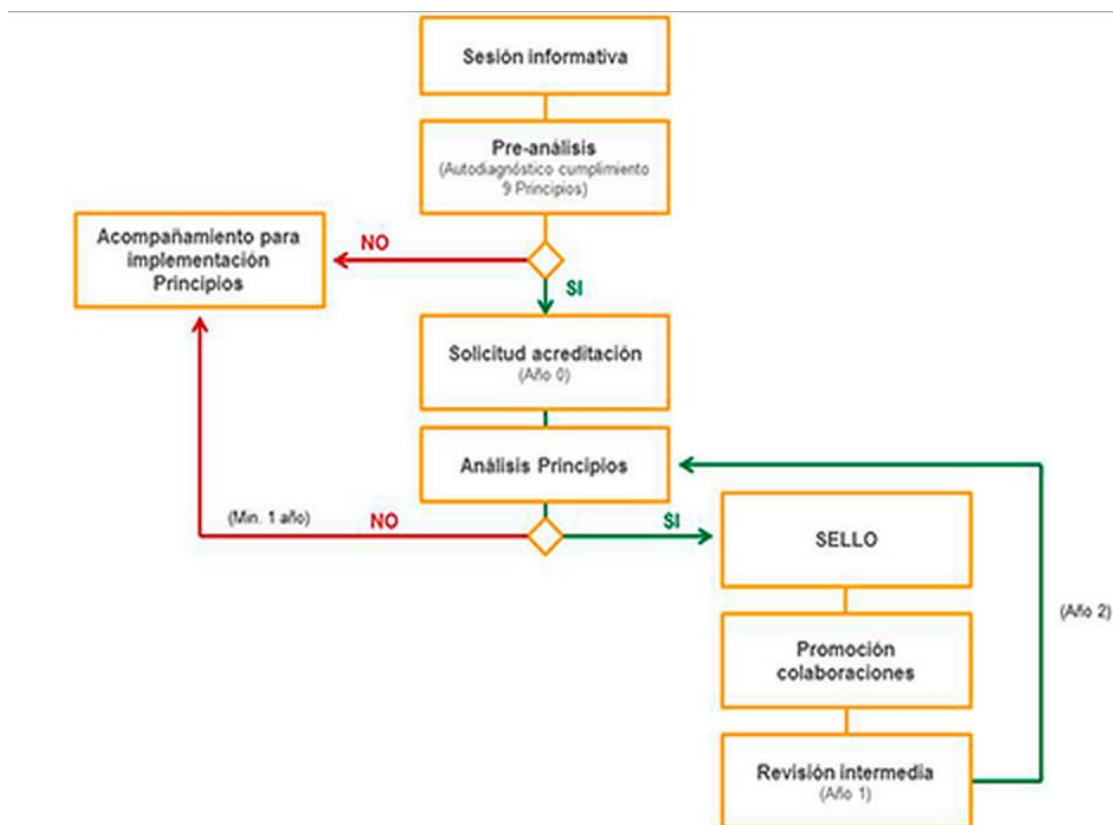 Sesión informativa
Pre-análisis
(Autodiagnóstico cumplimiento
9 Principios)
Acompañamiento para
implementación
Principios
NO
SI
Solicitud acreditación
(Año 0)
Análisis Principios
(Min. 1 año)
NO
SI
SELLO
(Año 2)
Promoción
colaboraciones
Revisión intermedia
(Año 1)